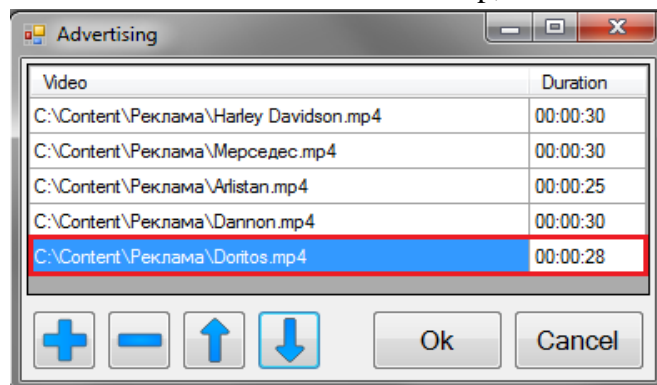 Advertising
Video Duration
C:\Content\Реклама\Harley Davidson.mp4 00:00:30
C:\Content\Реклама\Мерседес.mp4 00:00:30
C:\Content\Реклама\Arlistan.mp4 00:00:25
C:\Content\Реклама\Dannon.mp4 00:00:30
C:\Content\Реклама\Doritos.mp4 00:00:28
Ok Cancel